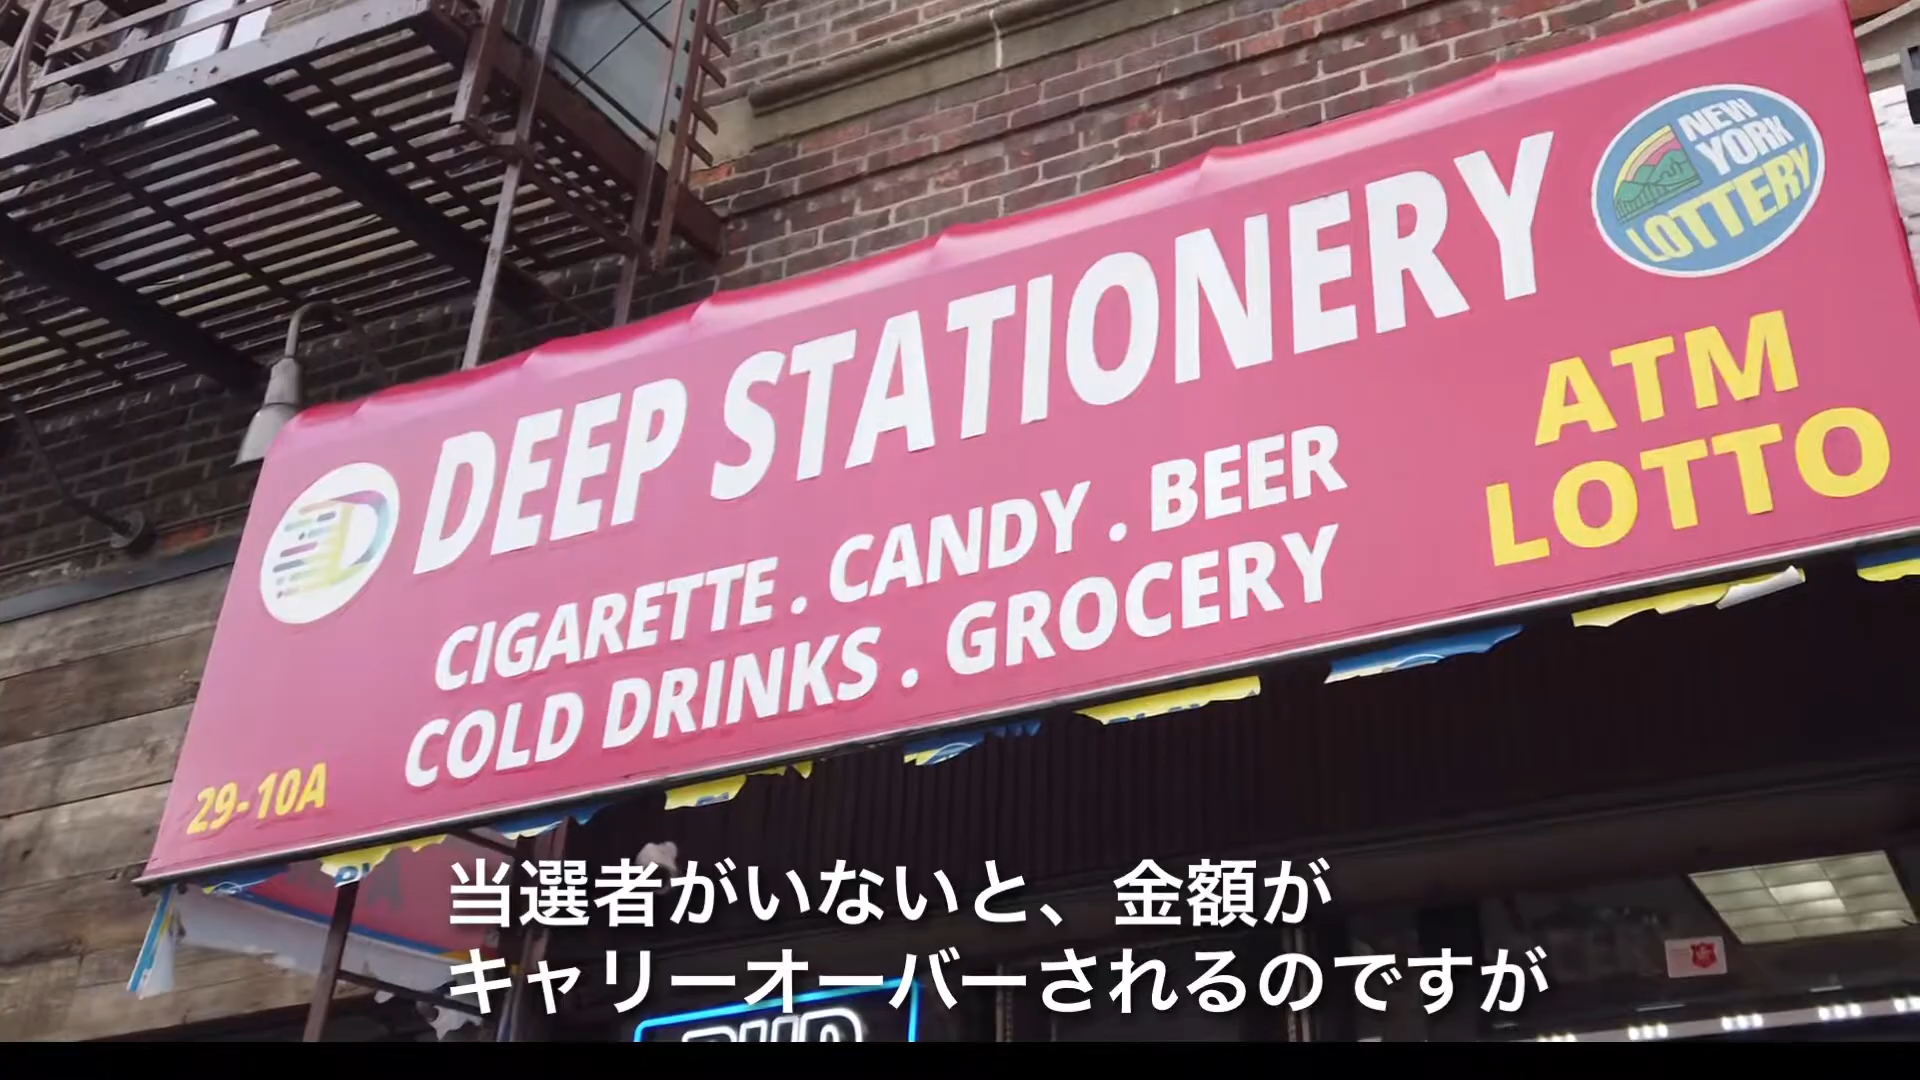 NEW
YORK
LOTTERY
DEEP STATIONERY
ATM
LOTTO
CIGARETTE . CANDY . BEER
COLD DRINKS . GROCERY
29-10A
当選者がいないと、金額が
キャリーオーバーされるのですが